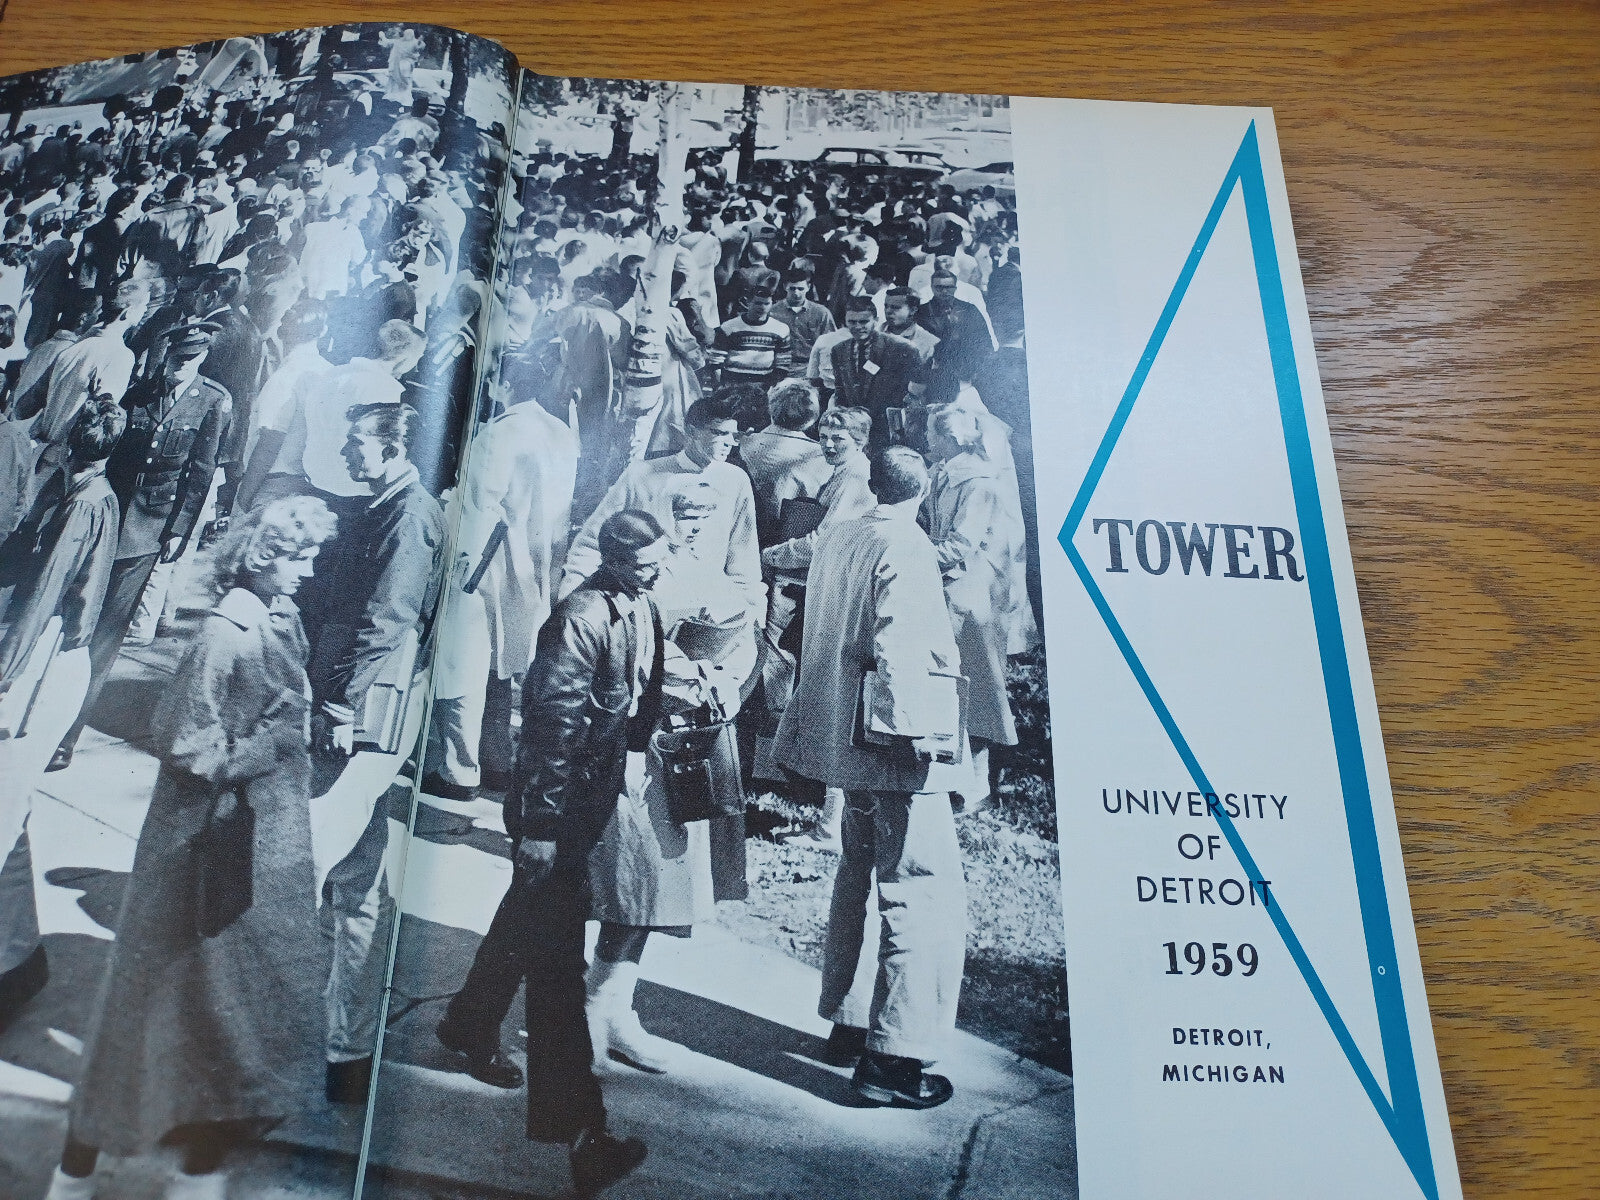 TOWER
UNIVERSITY
OF
DETROIT
1959
DETROIT,
MICHIGAN